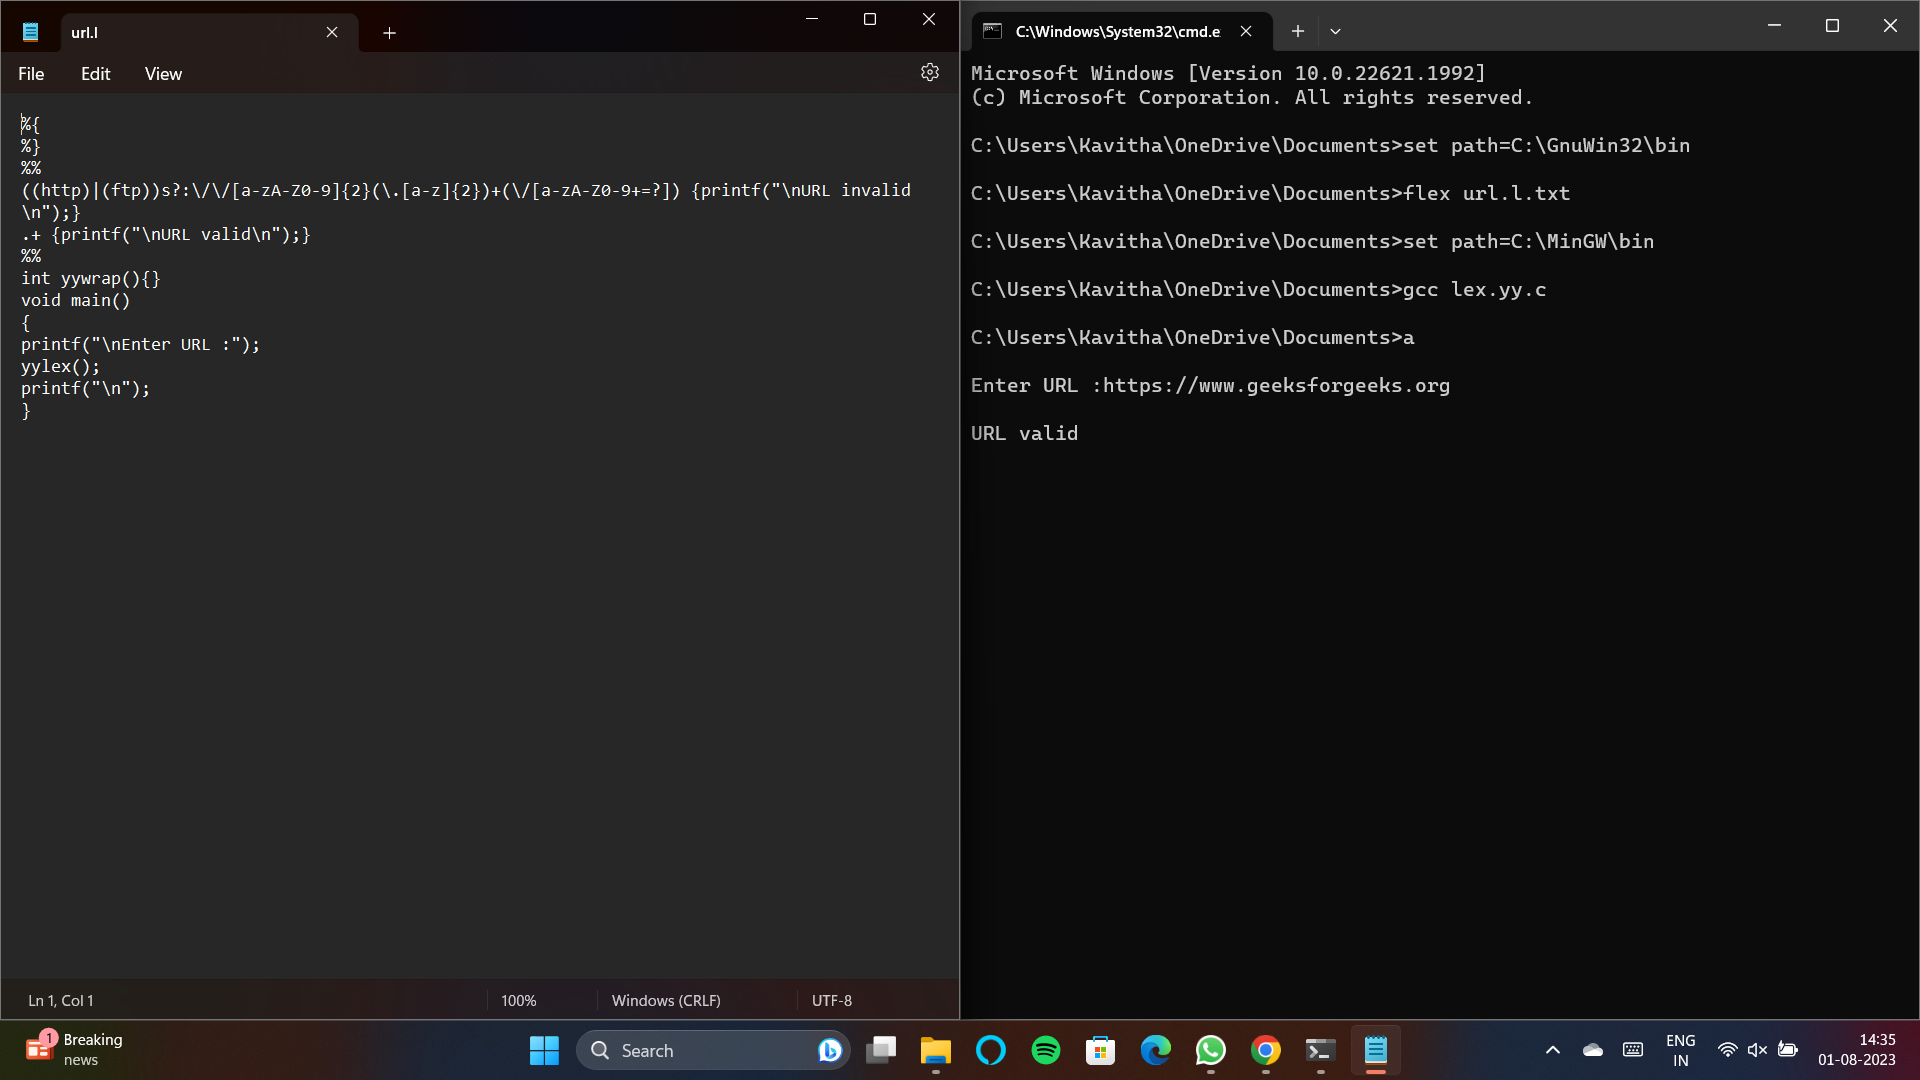 url.l
File Edit View
%{
%}
%%
((http)|(ftp))s?:\/\/[a-zA-Z0-9]{2}(\.[a-z]{2})+(\/[a-zA-Z0-9+=?]) {printf("\nURL invalid
\n");}
.+ {printf("\nURL valid\n");}
%%
int yywrap(){}
void main()
{
printf("\nEnter URL :");
yylex();
printf("\n");
}
Ln 1, Col 1 100% Windows (CRLF) UTF-8
C:\Windows\System32\cmd.e
Microsoft Windows [Version 10.0.22621.1992]
(c) Microsoft Corporation. All rights reserved.
C:\Users\Kavitha\OneDrive\Documents>set path=C:\GnuWin32\bin
C:\Users\Kavitha\OneDrive\Documents>flex url.l.txt
C:\Users\Kavitha\OneDrive\Documents>set path=C:\MinGW\bin
C:\Users\Kavitha\OneDrive\Documents>gcc lex.yy.c
C:\Users\Kavitha\OneDrive\Documents>a
Enter URL :https://www.geeksforgeeks.org
URL valid
1
Breaking
news
Search
ENG
IN
14:35
01-08-2023